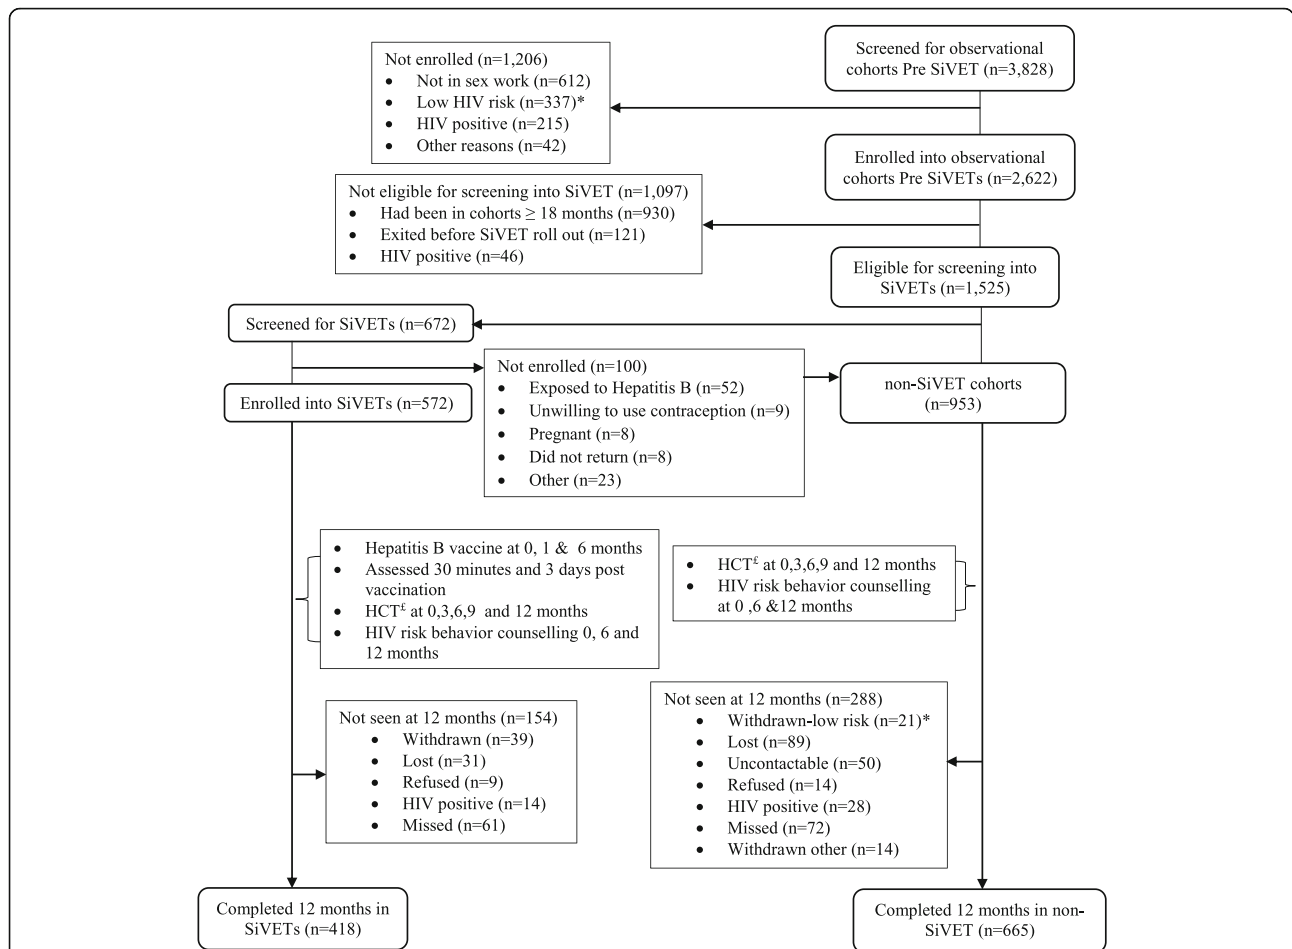 Screened for observational
cohorts Pre SiVET (n=3,828)
Not enrolled (n=1,206)
• Not in sex work (n=612)
• Low HIV risk (n=337)*
• HIV positive (n=215)
• Other reasons (n=42)
Enrolled into observational
cohorts Pre SiVETs (n=2,622)
Not eligible for screening into SiVET (n=1,097)
• Had been in cohorts ≥ 18 months (n=930)
• Exited before SiVET roll out (n=121)
• HIV positive (n=46)
Eligible for screening into
SiVETs (n=1,525)
Screened for SiVETs (n=672)
Not enrolled (n=100)
• Exposed to Hepatitis B (n=52)
• Unwilling to use contraception (n=9)
• Pregnant (n=8)
• Did not return (n=8)
• Other (n=23)
Enrolled into SiVETs (n=572)
non-SiVET cohorts
(n=953)
• Hepatitis B vaccine at 0, 1 & 6 months
• Assessed 30 minutes and 3 days post
vaccination
• HCT£ at 0,3,6,9 and 12 months
• HIV risk behavior counselling 0, 6 and
12 months
• HCT£ at 0,3,6,9 and 12 months
• HIV risk behavior counselling
at 0 ,6 &12 months
Not seen at 12 months (n=154)
• Withdrawn (n=39)
• Lost (n=31)
• Refused (n=9)
• HIV positive (n=14)
• Missed (n=61)
Not seen at 12 months (n=288)
• Withdrawn-low risk (n=21)*
• Lost (n=89)
• Uncontactable (n=50)
• Refused (n=14)
• HIV positive (n=28)
• Missed (n=72)
• Withdrawn other (n=14)
Completed 12 months in
SiVETs (n=418)
Completed 12 months in non-
SiVET (n=665)